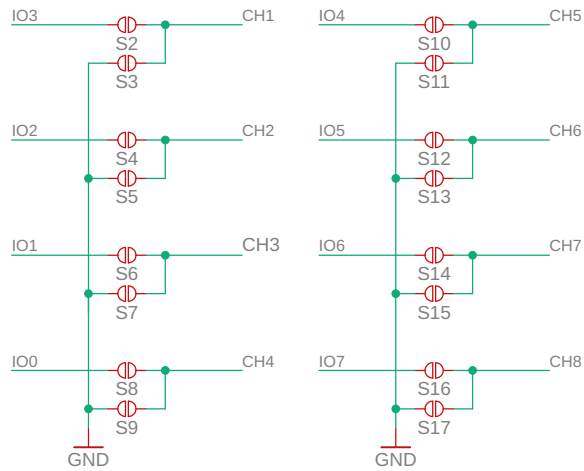 IO3 CH1 IO4 CH5
S2 S10
S3 S11
IO2 CH2 IO5 CH6
S4 S12
S5 S13
IO1 CH3 IO6 CH7
S6 S14
S7 S15
IO0 CH4 IO7 CH8
S8 S16
S9 S17
GND GND